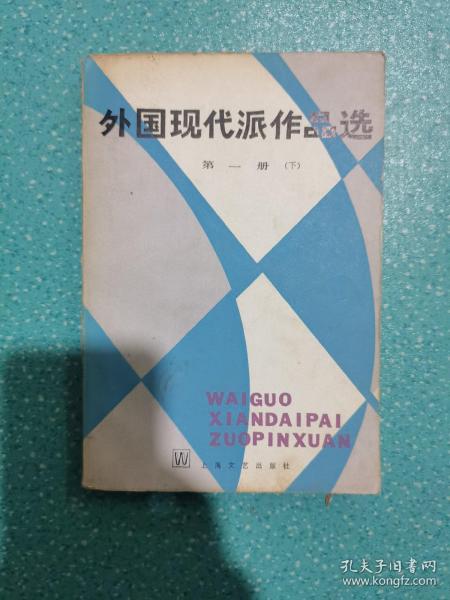 外国现代派作品选
第一册(下)
WAIGUO
XIANDAIPAI
ZUOPINXUAN
W 上海文艺出版社
孔夫子旧书网
www.kongfz.com